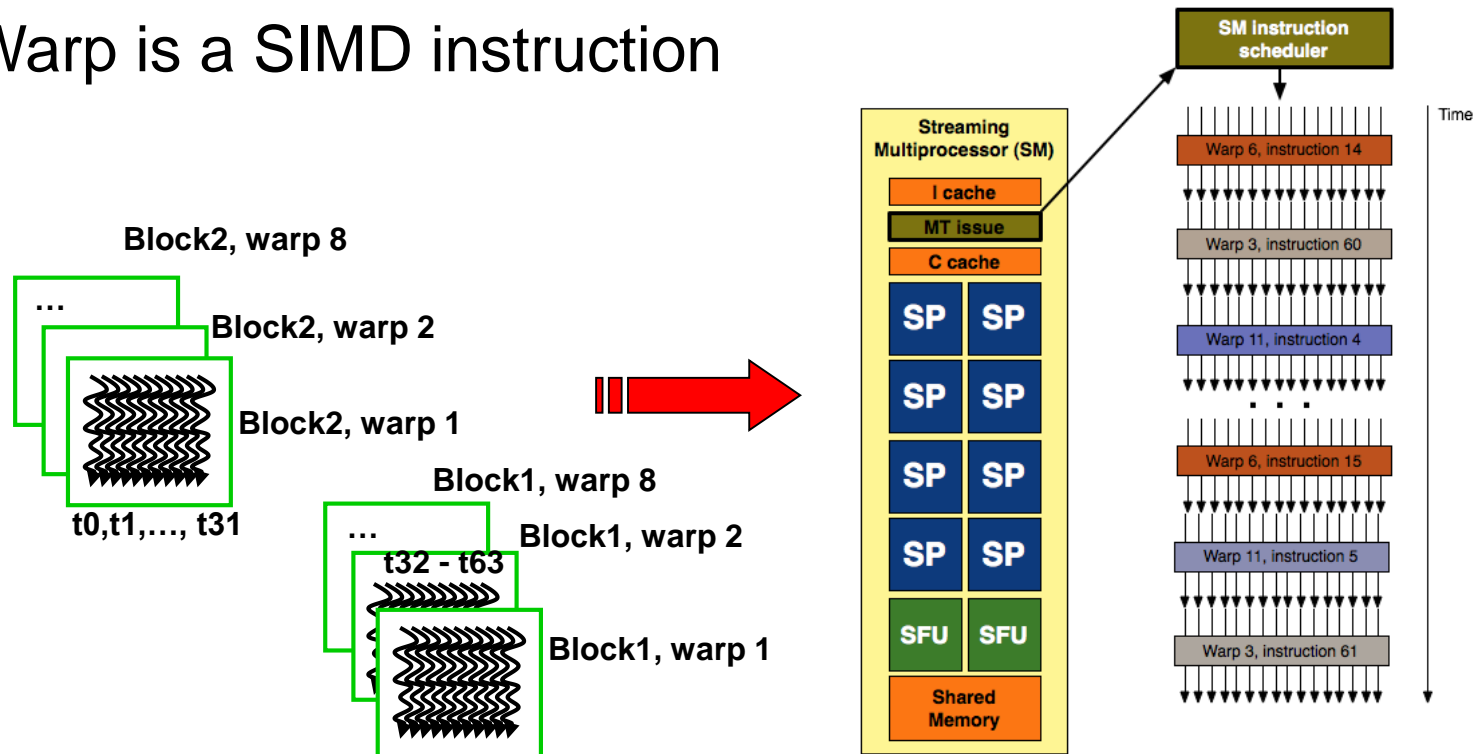 Warp is a SIMD instruction
Block2, warp 8
…
Block2, warp 2
Block2, warp 1
t0,t1,…, t31
Block1, warp 8
…
Block1, warp 2
t32 - t63
Block1, warp 1
Streaming
Multiprocessor (SM)
I cache
MT issue
C cache
SP SP
SP SP
SP SP
SP SP
SFU SFU
Shared
Memory
SM instruction
scheduler
Time
Warp 6, instruction 14
Warp 3, instruction 60
Warp 11, instruction 4
. . .
Warp 6, instruction 15
Warp 11, instruction 5
Warp 3, instruction 61